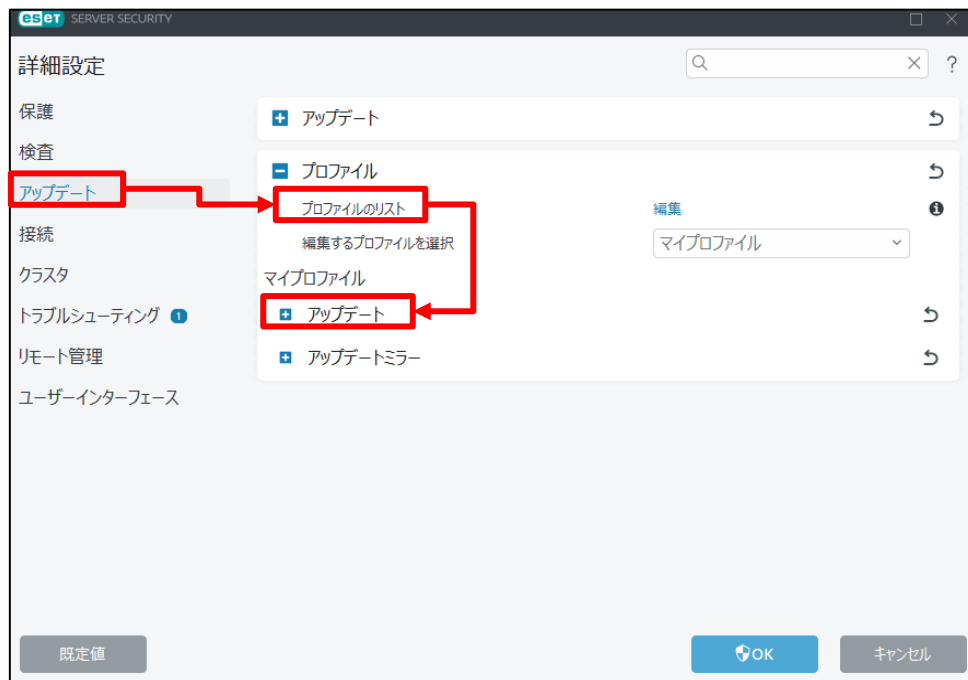 eset SERVER SECURITY
詳細設定
?
保護
検査
アップデート
接続
クラスタ
トラブルシューティング 1
リモート管理
ユーザーインターフェース
アップデート
プロファイル
プロファイルのリスト 編集
編集するプロファイルを選択 マイプロファイル
マイプロファイル
アップデート
アップデートミラー
既定値 OK キャンセル